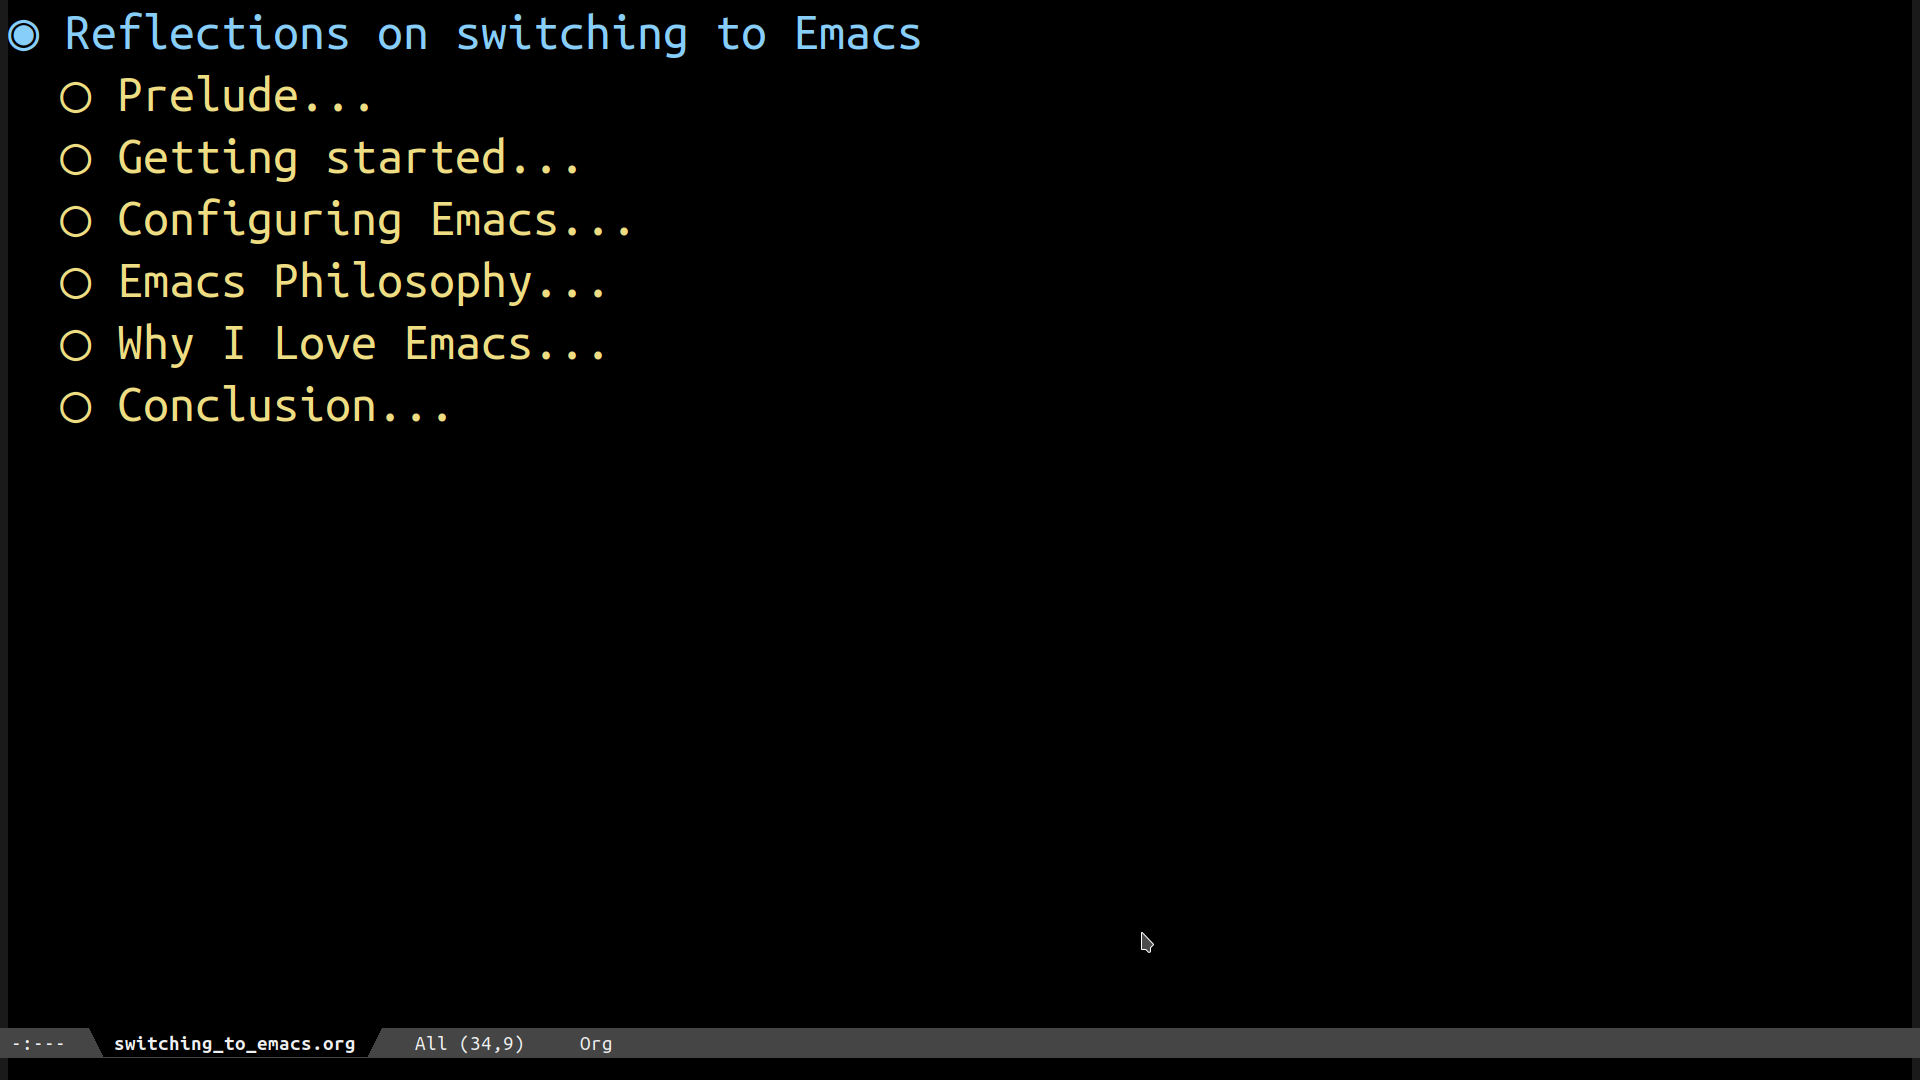 ◉ Reflections on switching to Emacs
○ Prelude...
○ Getting started...
○ Configuring Emacs...
○ Emacs Philosophy...
○ Why I Love Emacs...
○ Conclusion...
-:--- switching_to_emacs.org All (34,9) Org